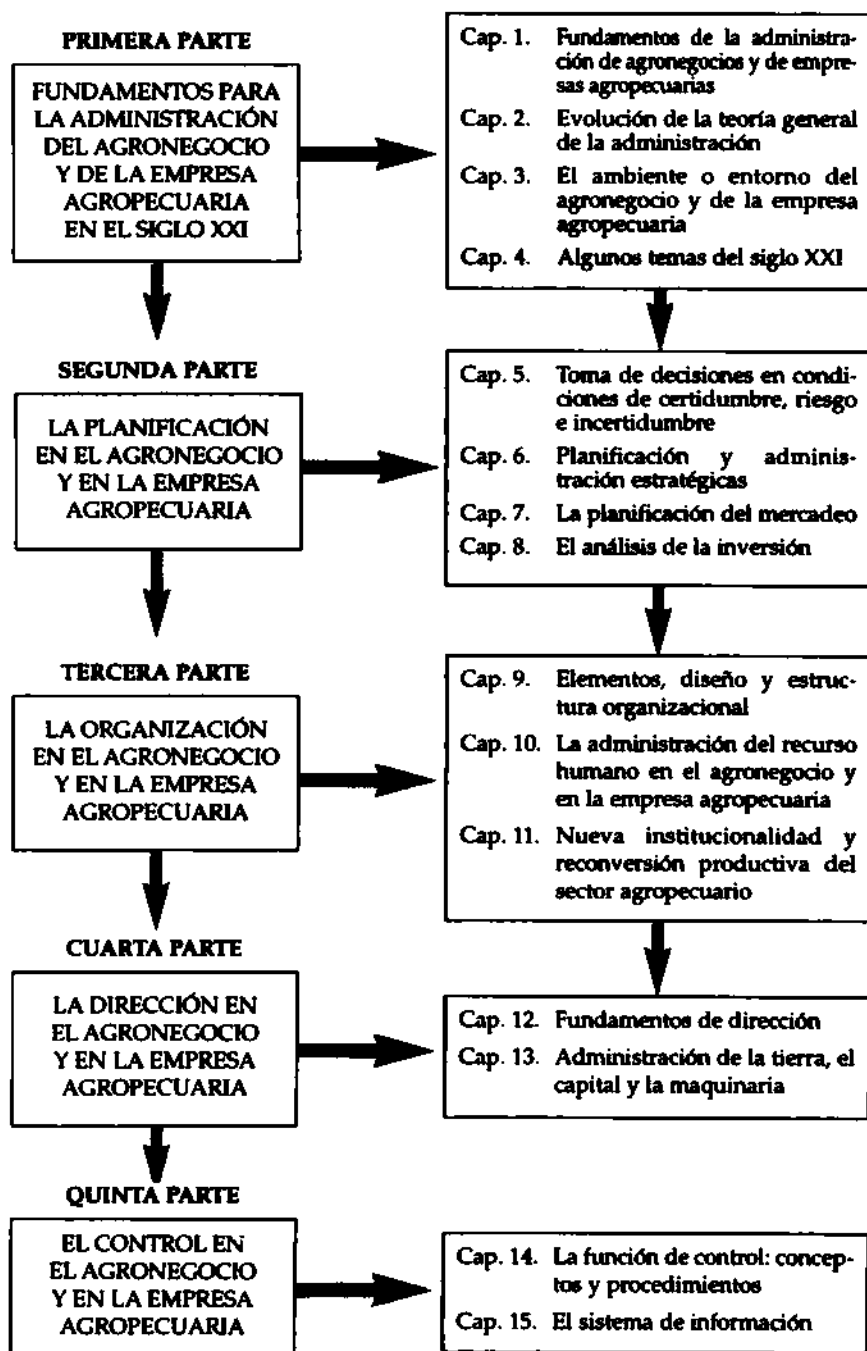 PRIMERA PARTE
FUNDAMENTOS PARA
LA ADMINISTRACIÓN
DEL AGRONEGOCIO
Y DE LA EMPRESA
AGROPECUARIA
EN EL SIGLO XXI
Cap. 1. Fundamentos de la administra-
ción de agronegocios y de empre-
sas agropecuarias
Cap. 2. Evolución de la teoría general
de la administración
Cap. 3. El ambiente o entorno del
agronegocio y de la empresa
agropecuaria
Cap. 4. Algunos temas del siglo XXI
SEGUNDA PARTE
LA PLANIFICACIÓN
EN EL AGRONEGOCIO
Y EN LA EMPRESA
AGROPECUARIA
Cap. 5. Toma de decisiones en condi-
ciones de certidumbre, riesgo
e incertidumbre
Cap. 6. Planificación y adminis-
tración estratégicas
Cap. 7. La planificación del mercadeo
Cap. 8. El análisis de la inversión
TERCERA PARTE
LA ORGANIZACIÓN
EN EL AGRONEGOCIO
Y EN LA EMPRESA
AGROPECUARIA
Cap. 9. Elementos, diseño y estruc-
tura organizacional
Cap. 10. La administración del recurso
humano en el agronegocio y
en la empresa agropecuaria
Cap. 11. Nueva institucionalidad y
reconversión productiva del
sector agropecuario
CUARTA PARTE
LA DIRECCIÓN EN
EL AGRONEGOCIO
Y EN LA EMPRESA
AGROPECUARIA
Cap. 12. Fundamentos de dirección
Cap. 13. Administración de la tierra, el
capital y la maquinaria
QUINTA PARTE
EL CONTROL EN
EL AGRONEGOCIO
Y EN LA EMPRESA
AGROPECUARIA
Cap. 14. La función de control: concep-
tos y procedimientos
Cap. 15. El sistema de información